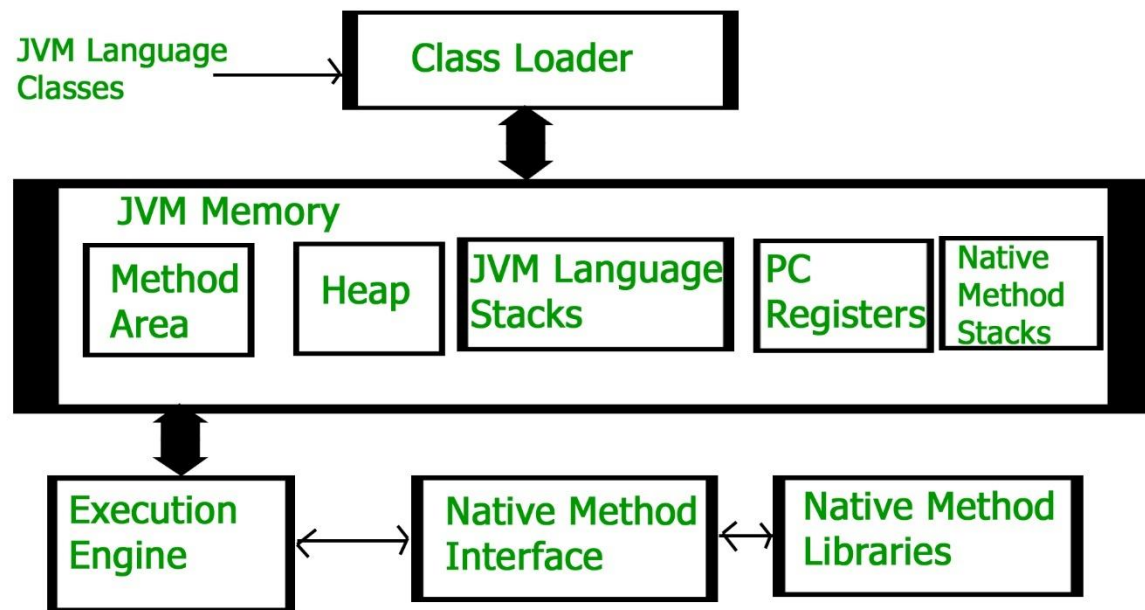 JVM Language
Classes
Class Loader
JVM Memory
Method
Area
Heap
JVM Language
Stacks
PC
Registers
Native
Method
Stacks
Execution
Engine
Native Method
Interface
Native Method
Libraries